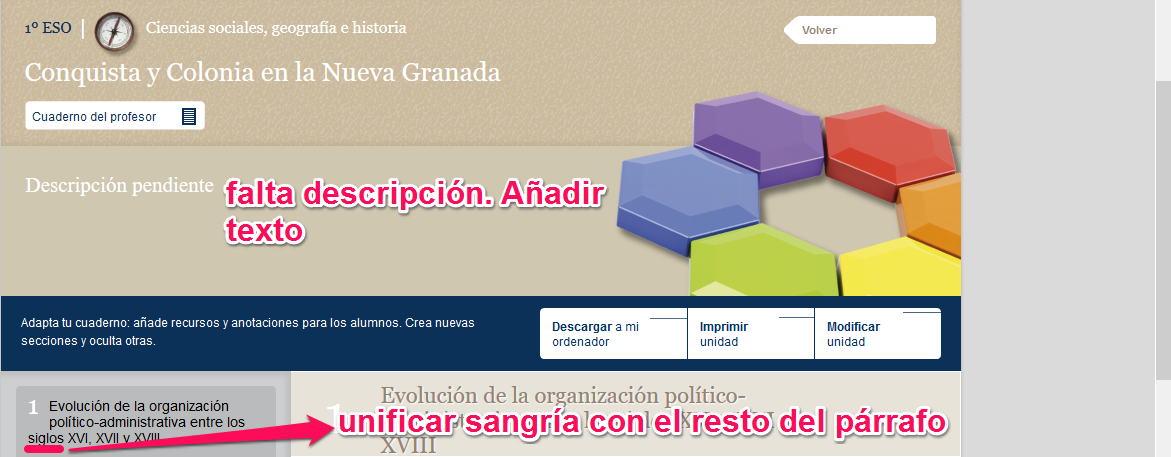 1º ESO
Ciencias sociales, geografía e historia
Volver
Conquista y Colonia en la Nueva Granada
Cuaderno del profesor
Descripción pendiente
falta descripción. Añadir
texto
Adapta tu cuaderno: añade recursos y anotaciones para los alumnos. Crea nuevas
secciones y oculta otras.
Descargar a mi
ordenador
Imprimir
unidad
Modificar
unidad
1 Evolución de la organización
político-administrativa entre los
siglos XVI, XVII y XVIII
1 Evolución de la organización político-
XVIII
unificar sangría con el resto del párrafo